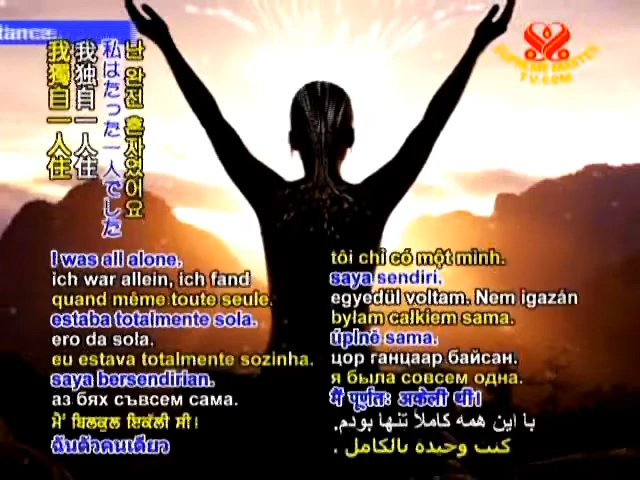 lanca...
SUPREME MASTER
TV.COM
난 완전 혼자였어요
私はたった一人でした
我独自一人住
我獨自一人住
I was all alone.
ich war allein, ich fand
quand même toute seule.
estaba totalmente sola.
ero da sola.
eu estava totalmente sozinha.
saya bersendirian.
аз бях съвсем сама.
ਮੈਂ ਬਿਲਕੁਲ ਇਕੱਲੀ ਸੀ।
ฉันตัวคนเดียว
tôi chỉ có một mình.
saya sendiri.
egyedül voltam. Nem igazán
byłam całkiem sama.
úplně sama.
цор ганцаар байсан.
я была совсем одна.
मैं पूर्णतः अकेली थी।
با این همه کاملاً تنها بودم.
كنت وحيده بالكامل .